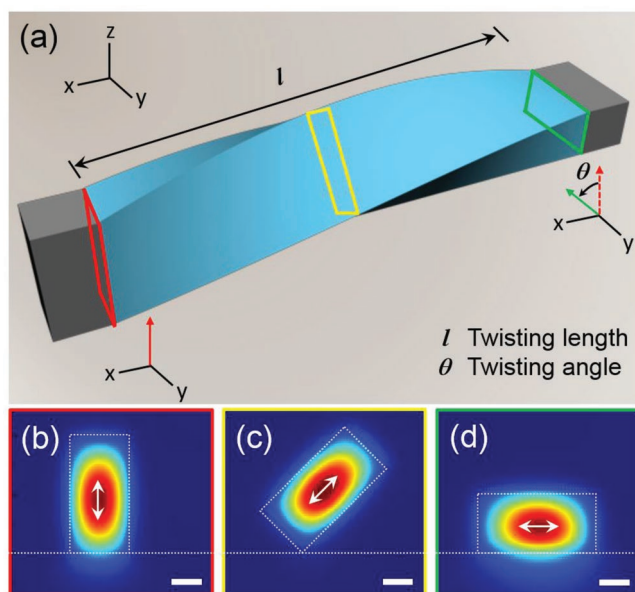 (a)
z
x
y
l
θ
x
y
x
y
l Twisting length
θ Twisting angle
(b)
(c)
(d)